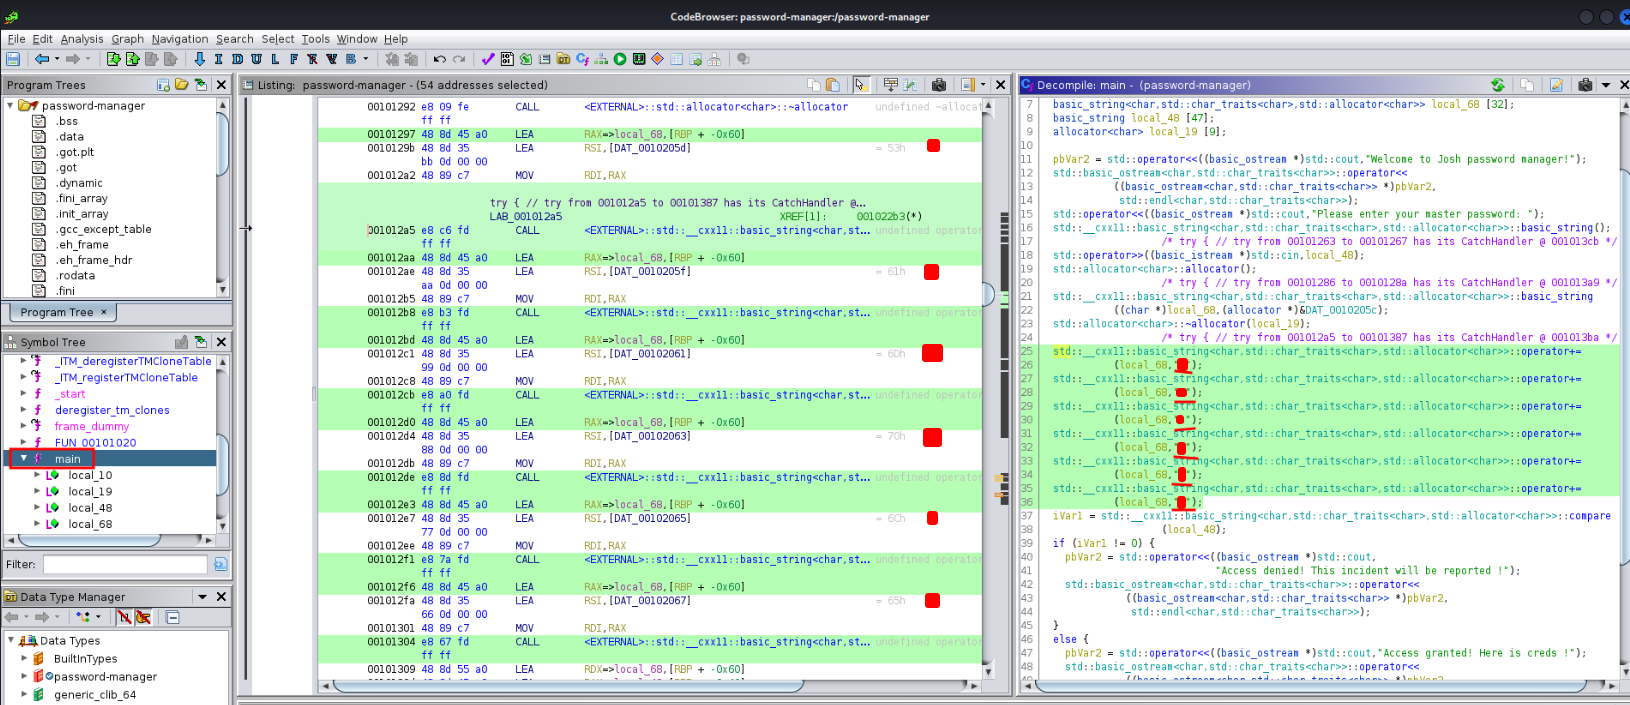 CodeBrowser: password-manager:/password-manager
File Edit Analysis Graph Navigation Search Select Tools Window Help
I D U L F R V B
Program Trees
password-manager
.bss
.data
.got.plt
.got
.dynamic
.fini_array
.init_array
.gcc_except_table
.eh_frame
.eh_frame_hdr
.rodata
.fini
Program Tree ×
Symbol Tree
_ITM_deregisterTMCloneTable
_ITM_registerTMCloneTable
_start
deregister_tm_clones
frame_dummy
FUN_00101020
main
local_10
local_19
local_48
local_68
Filter:
Data Type Manager
Data Types
BuiltInTypes
password-manager
generic_clib_64
Listing: password-manager - (54 addresses selected)
00101292 e8 09 fe CALL <EXTERNAL>::std::allocator<char>::~allocator undefined ~allocat
ff ff
00101297 48 8d 45 a0 LEA RAX=>local_68,[RBP + -0x60]
0010129b 48 8d 35 LEA RSI,[DAT_0010205d] = 53h
bb 0d 00 00
001012a2 48 89 c7 MOV RDI,RAX
try { // try from 001012a5 to 00101387 has its CatchHandler @...
LAB_001012a5 XREF[1]: 001022b3(*)
001012a5 e8 c6 fd CALL <EXTERNAL>::std::__cxx11::basic_string<char,st... undefined operator
ff ff
001012aa 48 8d 45 a0 LEA RAX=>local_68,[RBP + -0x60]
001012ae 48 8d 35 LEA RSI,[DAT_0010205f] = 61h
aa 0d 00 00
001012b5 48 89 c7 MOV RDI,RAX
001012b8 e8 b3 fd CALL <EXTERNAL>::std::__cxx11::basic_string<char,st... undefined operator
ff ff
001012bd 48 8d 45 a0 LEA RAX=>local_68,[RBP + -0x60]
001012c1 48 8d 35 LEA RSI,[DAT_00102061] = 6Dh
99 0d 00 00
001012c8 48 89 c7 MOV RDI,RAX
001012cb e8 a0 fd CALL <EXTERNAL>::std::__cxx11::basic_string<char,st... undefined operator
ff ff
001012d0 48 8d 45 a0 LEA RAX=>local_68,[RBP + -0x60]
001012d4 48 8d 35 LEA RSI,[DAT_00102063] = 70h
88 0d 00 00
001012db 48 89 c7 MOV RDI,RAX
001012de e8 8d fd CALL <EXTERNAL>::std::__cxx11::basic_string<char,st... undefined operator
ff ff
001012e3 48 8d 45 a0 LEA RAX=>local_68,[RBP + -0x60]
001012e7 48 8d 35 LEA RSI,[DAT_00102065] = 6Ch
77 0d 00 00
001012ee 48 89 c7 MOV RDI,RAX
001012f1 e8 7a fd CALL <EXTERNAL>::std::__cxx11::basic_string<char,st... undefined operator
ff ff
001012f6 48 8d 45 a0 LEA RAX=>local_68,[RBP + -0x60]
001012fa 48 8d 35 LEA RSI,[DAT_00102067] = 65h
66 0d 00 00
00101301 48 89 c7 MOV RDI,RAX
00101304 e8 67 fd CALL <EXTERNAL>::std::__cxx11::basic_string<char,st... undefined operator
ff ff
00101309 48 8d 55 a0 LEA RDX=>local_68,[RBP + -0x60]
Decompile: main - (password-manager)
7 basic_string<char,std::char_traits<char>,std::allocator<char>> local_68 [32];
8 basic_string local_48 [47];
9 allocator<char> local_19 [9];
10
11 pbVar2 = std::operator<<((basic_ostream *)std::cout,"Welcome to Josh password manager!");
12 std::basic_ostream<char,std::char_traits<char>>::operator<<
13 ((basic_ostream<char,std::char_traits<char>> *)pbVar2,
14 std::endl<char,std::char_traits<char>>);
15 std::operator<<((basic_ostream *)std::cout,"Please enter your master password: ");
16 std::__cxx11::basic_string<char,std::char_traits<char>,std::allocator<char>>::basic_string();
17 /* try { // try from 00101263 to 00101267 has its CatchHandler @ 001013cb */
18 std::operator>>((basic_istream *)std::cin,local_48);
19 std::allocator<char>::allocator();
20 /* try { // try from 00101286 to 0010128a has its CatchHandler @ 001013a9 */
21 std::__cxx11::basic_string<char,std::char_traits<char>,std::allocator<char>>::basic_string
22 ((char *)local_68,(allocator *)&DAT_0010205c);
23 std::allocator<char>::~allocator(local_19);
24 /* try { // try from 001012a5 to 00101387 has its CatchHandler @ 001013ba */
25 std::__cxx11::basic_string<char,std::char_traits<char>,std::allocator<char>>::operator+=
26 (local_68," ");
27 std::__cxx11::basic_string<char,std::char_traits<char>,std::allocator<char>>::operator+=
28 (local_68," ");
29 std::__cxx11::basic_string<char,std::char_traits<char>,std::allocator<char>>::operator+=
30 (local_68," ");
31 std::__cxx11::basic_string<char,std::char_traits<char>,std::allocator<char>>::operator+=
32 (local_68," ");
33 std::__cxx11::basic_string<char,std::char_traits<char>,std::allocator<char>>::operator+=
34 (local_68," ");
35 std::__cxx11::basic_string<char,std::char_traits<char>,std::allocator<char>>::operator+=
36 (local_68," ");
37 iVar1 = std::__cxx11::basic_string<char,std::char_traits<char>,std::allocator<char>>::compare
38 (local_48);
39 if (iVar1 != 0) {
40 pbVar2 = std::operator<<((basic_ostream *)std::cout,
41 "Access denied! This incident will be reported !");
42 std::basic_ostream<char,std::char_traits<char>>::operator<<
43 ((basic_ostream<char,std::char_traits<char>> *)pbVar2,
44 std::endl<char,std::char_traits<char>>);
45 }
46 else {
47 pbVar2 = std::operator<<((basic_ostream *)std::cout,"Access granted! Here is creds !");
48 std::basic_ostream<char,std::char_traits<char>>::operator<<